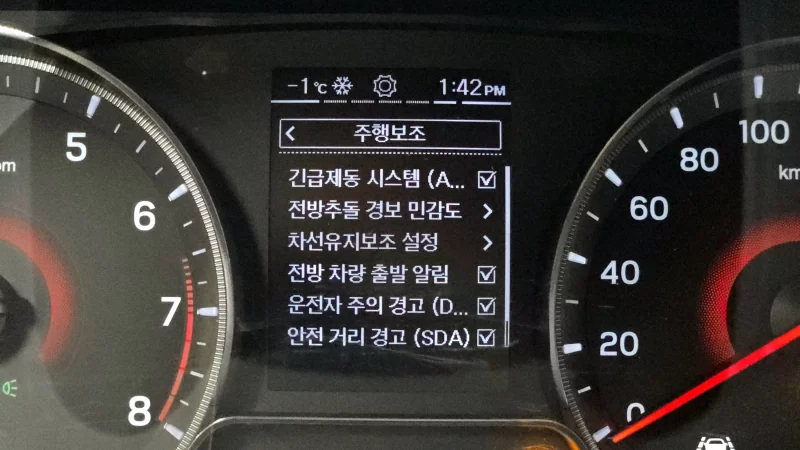 -1℃ 1:42 PM
주행보조
긴급제동 시스템 (A...
전방추돌 경보 민감도
차선유지보조 설정
전방 차량 출발 알림
운전자 주의 경고 (D...
안전 거리 경고 (SDA)
5
6
7
8
100
80
60
40
20
0